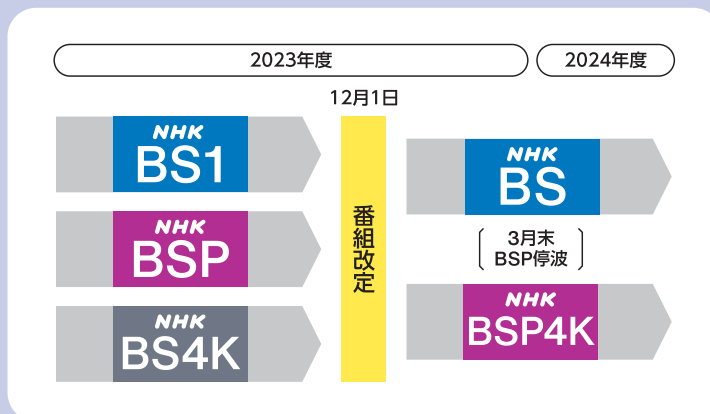 2023年度
2024年度
12月1日
NHK
BS1
NHK
BSP
NHK
BS4K
番組改定
NHK
BS
3月末
BSP停波
NHK
BSP4K